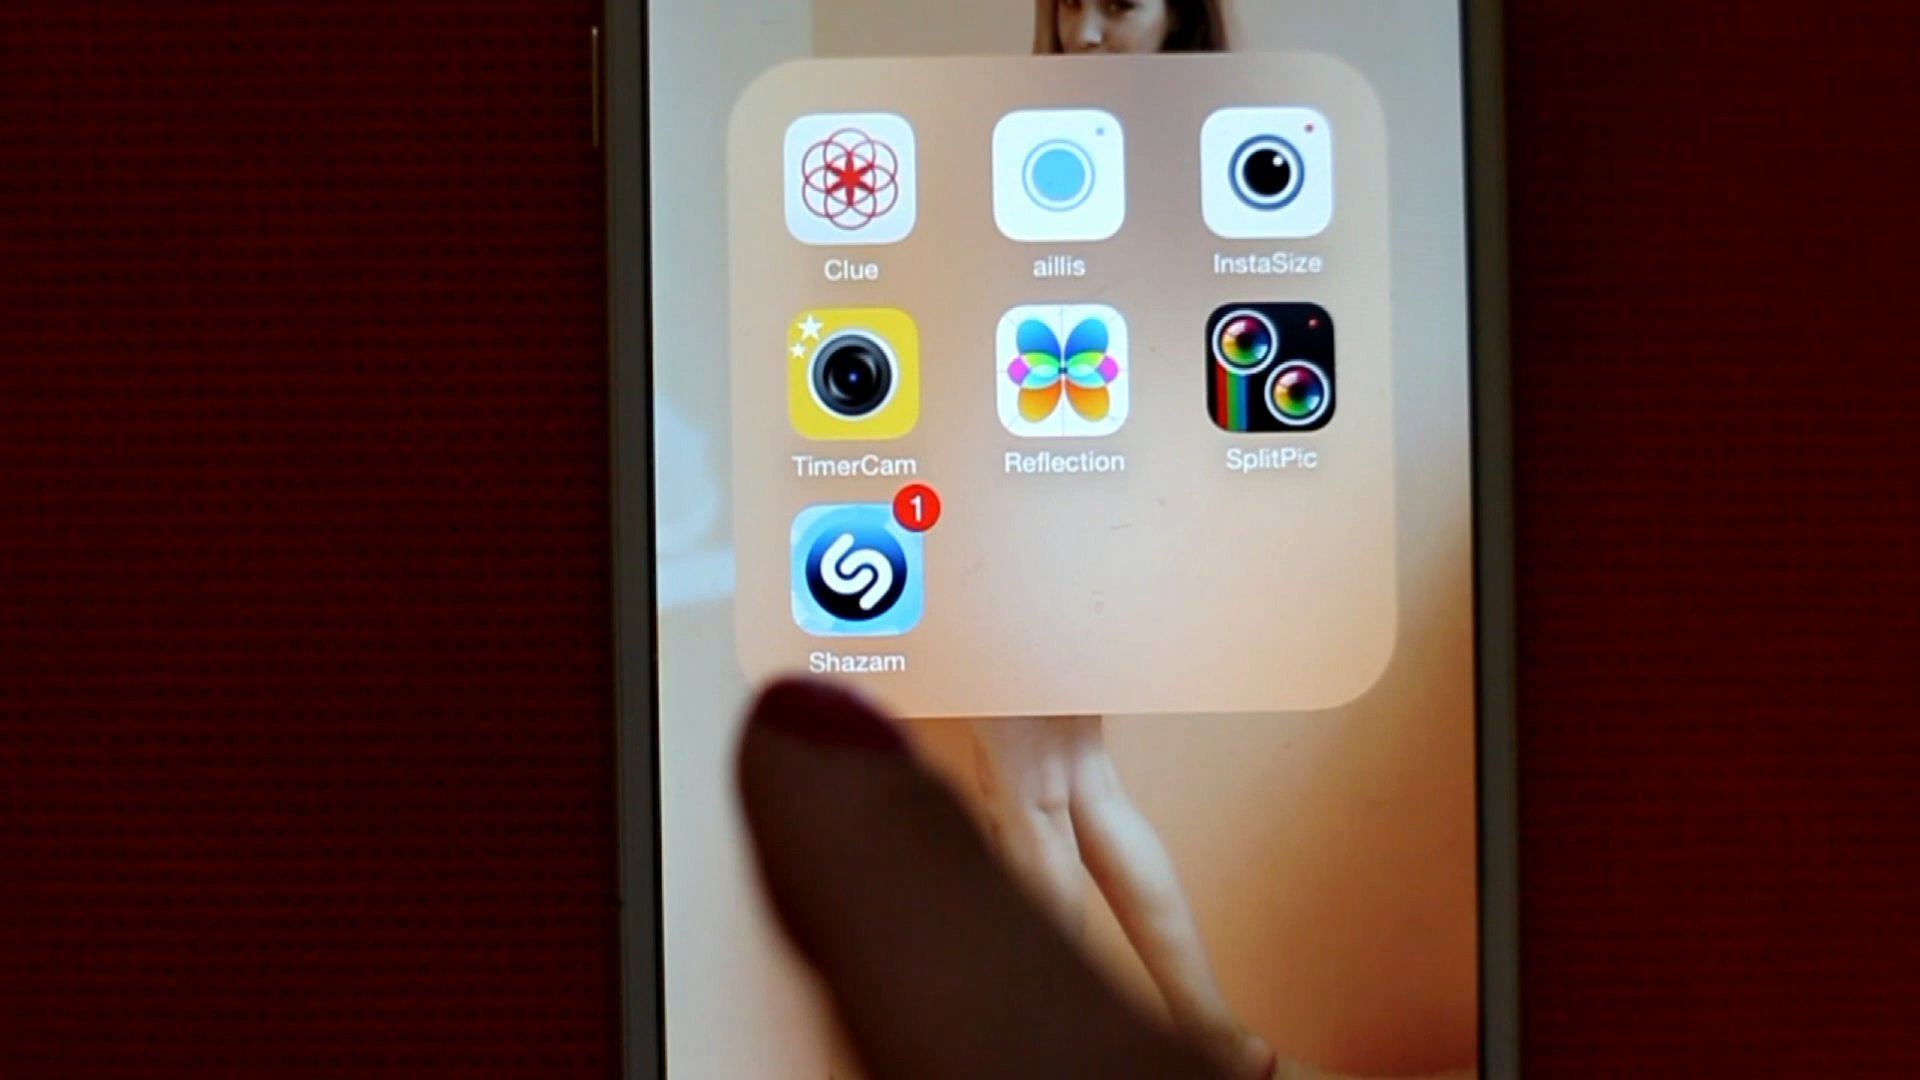 Clue
aillis
InstaSize
TimerCam
Reflection
SplitPic
1
Shazam